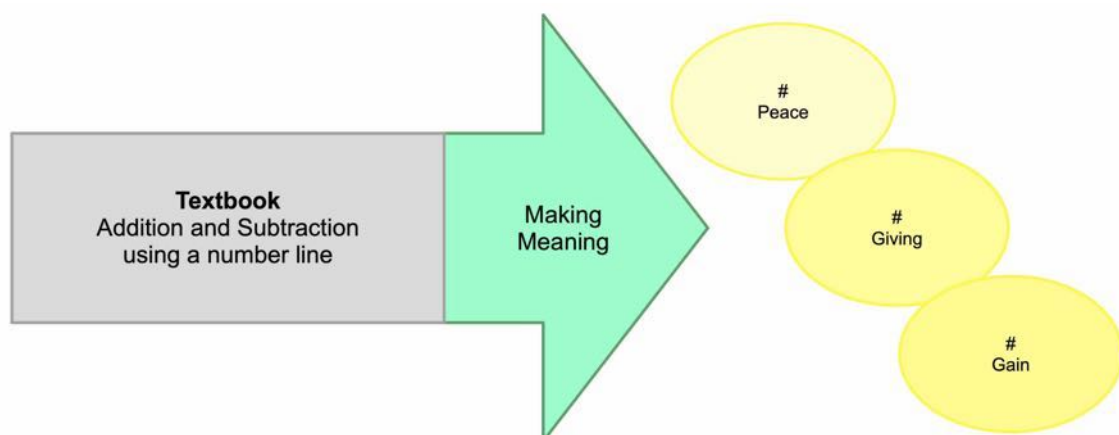 Textbook
Addition and Subtraction
using a number line
Making
Meaning
#
Peace
#
Giving
#
Gain